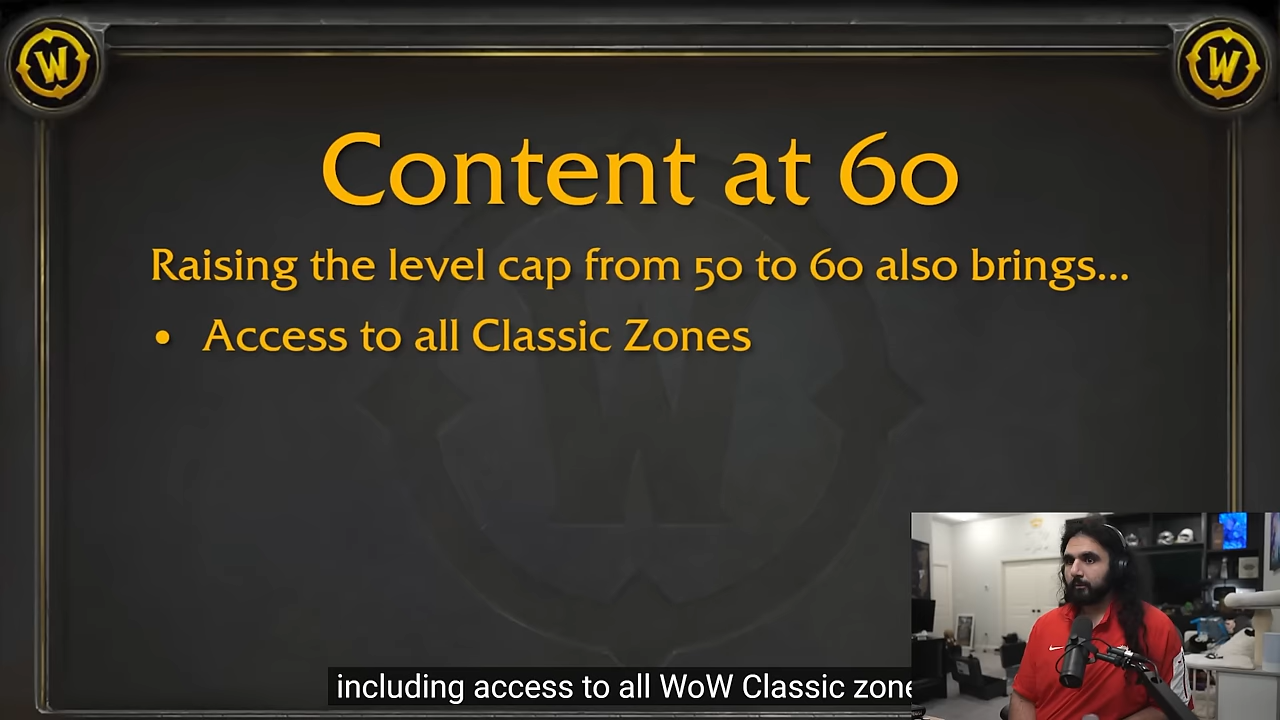 W
W
Content at 60
Raising the level cap from 50 to 60 also brings...
• Access to all Classic Zones
including access to all WoW Classic zone